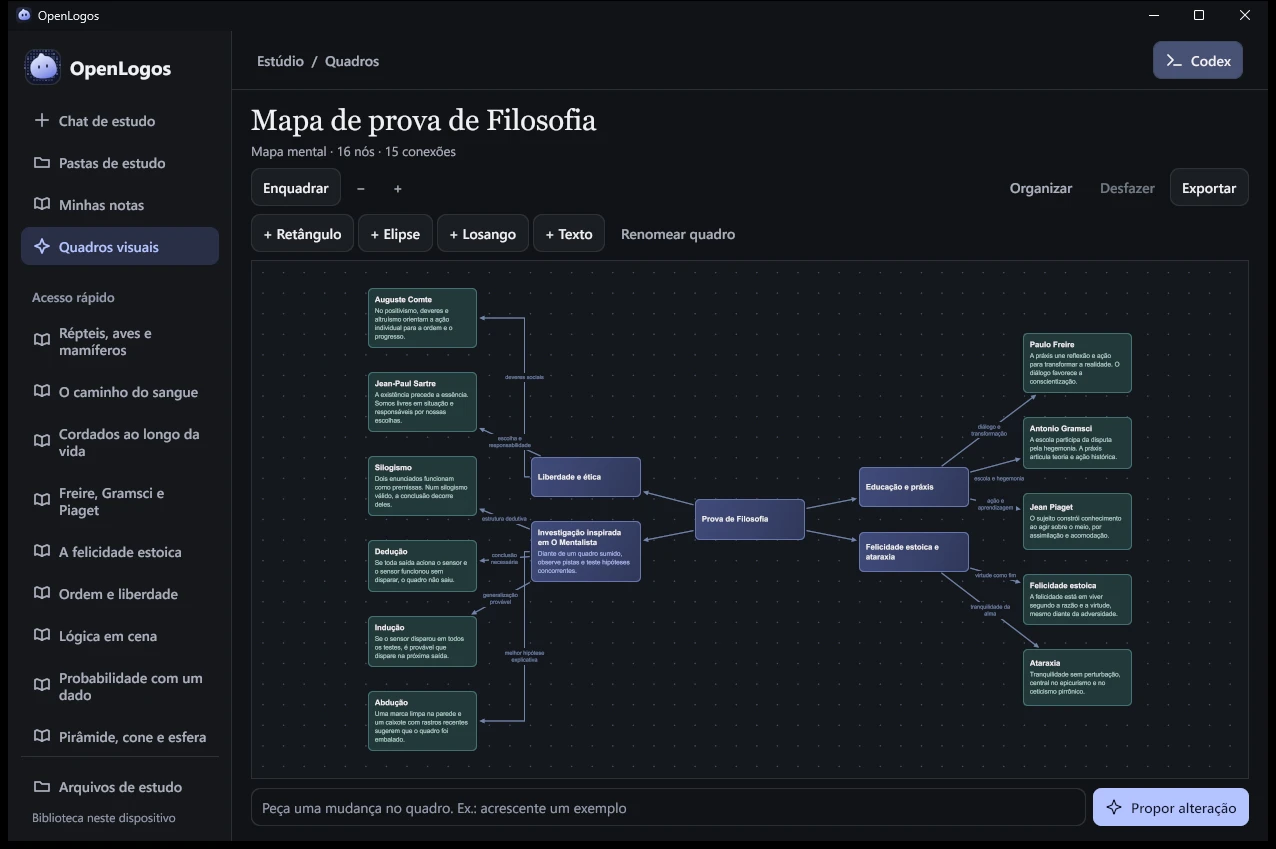 OpenLogos
OpenLogos
Chat de estudo
Pastas de estudo
Minhas notas
Quadros visuais
Acesso rápido
Répteis, aves e
mamíferos
O caminho do sangue
Cordados ao longo da
vida
Freire, Gramsci e
Piaget
A felicidade estoica
Ordem e liberdade
Lógica em cena
Probabilidade com um
dado
Pirâmide, cone e esfera
Arquivos de estudo
Biblioteca neste dispositivo
Estúdio / Quadros
Codex
Mapa de prova de Filosofia
Mapa mental · 16 nós · 15 conexões
Enquadrar − +
Organizar Desfazer Exportar
+ Retângulo + Elipse + Losango + Texto Renomear quadro
Auguste Comte
No positivismo, deveres e
altruísmo orientam a ação
individual para a ordem e o
progresso.
deveres sociais
Jean-Paul Sartre
A existência precede a essência.
Somos livres em situação e
responsáveis por nossas
escolhas.
escolha e
responsabilidade
Silogismo
Dois enunciados funcionam
como premissas. Num silogismo
válido, a conclusão decorre
deles.
estrutura dedutiva
Dedução
Se toda saída aciona o sensor e
o sensor funcionou sem
disparar, o quadro não saiu.
conclusão
necessária
Indução
Se o sensor disparou em todos
os testes, é provável que
dispare na próxima saída.
generalização
provável
Abdução
Uma marca limpa na parede e
um caixote com rastros recentes
sugerem que o quadro foi
embalado.
melhor hipótese
explicativa
Liberdade e ética
Investigação inspirada
em O Mentalista
Diante de um quadro sumido,
observe pistas e teste hipóteses
concorrentes.
Prova de Filosofia
Educação e práxis
Felicidade estoica e
ataraxia
diálogo e
transformação
escola e hegemonia
ação e
aprendizagem
virtude como fim
tranquilidade da
alma
Paulo Freire
A práxis une reflexão e ação
para transformar a realidade. O
diálogo favorece a
conscientização.
Antonio Gramsci
A escola participa da disputa
pela hegemonia. A práxis
articula teoria e ação histórica.
Jean Piaget
O sujeito constrói conhecimento
ao agir sobre o meio, por
assimilação e acomodação.
Felicidade estoica
A felicidade está em viver
segundo a razão e a virtude,
mesmo diante da adversidade.
Ataraxia
Tranquilidade sem perturbação,
central no epicurismo e no
ceticismo pirrônico.
Peça uma mudança no quadro. Ex.: acrescente um exemplo
Propor alteração